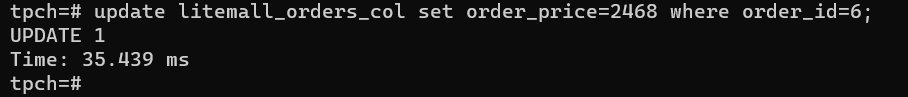 tpch=# update litemall_orders_col set order_price=2468 where order_id=6;
UPDATE 1
Time: 35.439 ms
tpch=#